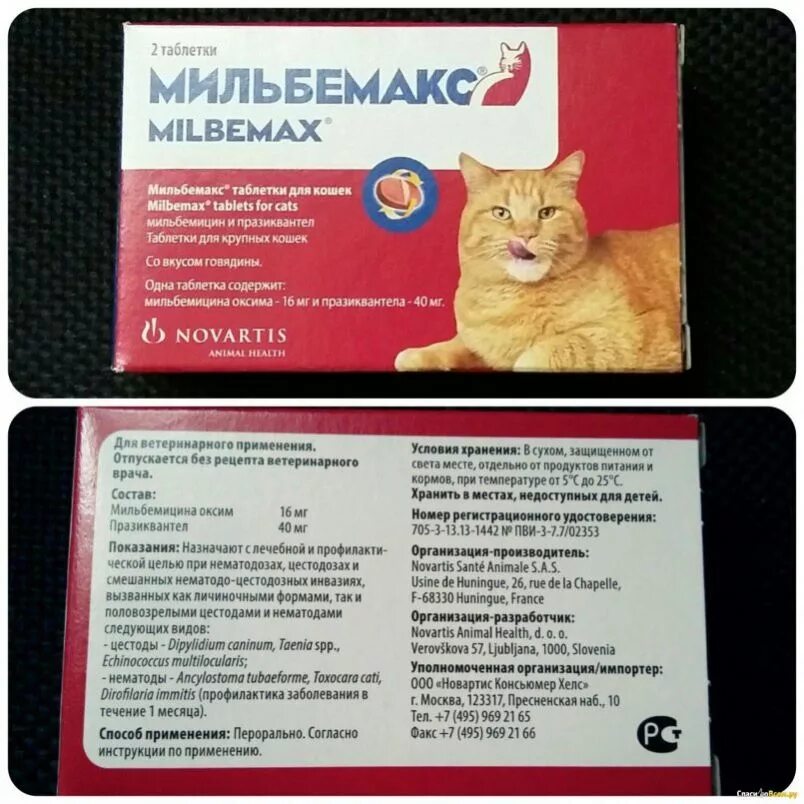 2 таблетки
МИЛЬБЕМАКС®
MILBEMAX®
Мильбемакс® таблетки для кошек
Milbemax® tablets for cats
мильбемицин и празиквантел
Таблетки для крупных кошек
Со вкусом говядины.
Одна таблетка содержит:
мильбемицина оксима - 16 мг и празиквантела - 40 мг.
NOVARTIS
ANIMAL HEALTH
Для ветеринарного применения.
Отпускается без рецепта ветеринарного
врача.
Состав:
Мильбемицина оксим 16 мг
Празиквантел 40 мг
Показания: Назначают с лечебной и профилакти-
ческой целью при нематодозах, цестодозах и
смешанных нематодо-цестодозных инвазиях,
вызванных как личиночными формами, так и
половозрелыми цестодами и нематодами
следующих видов:
- цестоды - Dipylidium caninum, Taenia spp.,
Echinococcus multilocularis;
- нематоды - Ancylostoma tubaeforme, Toxocara cati,
Dirofilaria immitis (профилактика заболевания в
течение 1 месяца).
Способ применения: Перорально. Согласно
инструкции по применению.
Условия хранения: В сухом, защищенном от
света месте, отдельно от продуктов питания и
кормов, при температуре от 5°C до 25°C.
Хранить в местах, недоступных для детей.
Номер регистрационного удостоверения:
705-3-13.13-1442 № ПВИ-3-7.7/02353
Организация-производитель:
Novartis Santé Animale S.A.S.
Usine de Huningue, 26, rue de la Chapelle,
F-68330 Huningue, France
Организация-разработчик:
Novartis Animal Health, d. o. o.
Verovškova 57, Ljubljana, 1000, Slovenia
Уполномоченная организация/импортер:
ООО «Новартис Консьюмер Хелс»
г. Москва, 123317, Пресненская наб., 10
Тел. +7 (495) 969 21 65
Факс +7 (495) 969 21 66
РСТ
СпасиБоВсем.ру